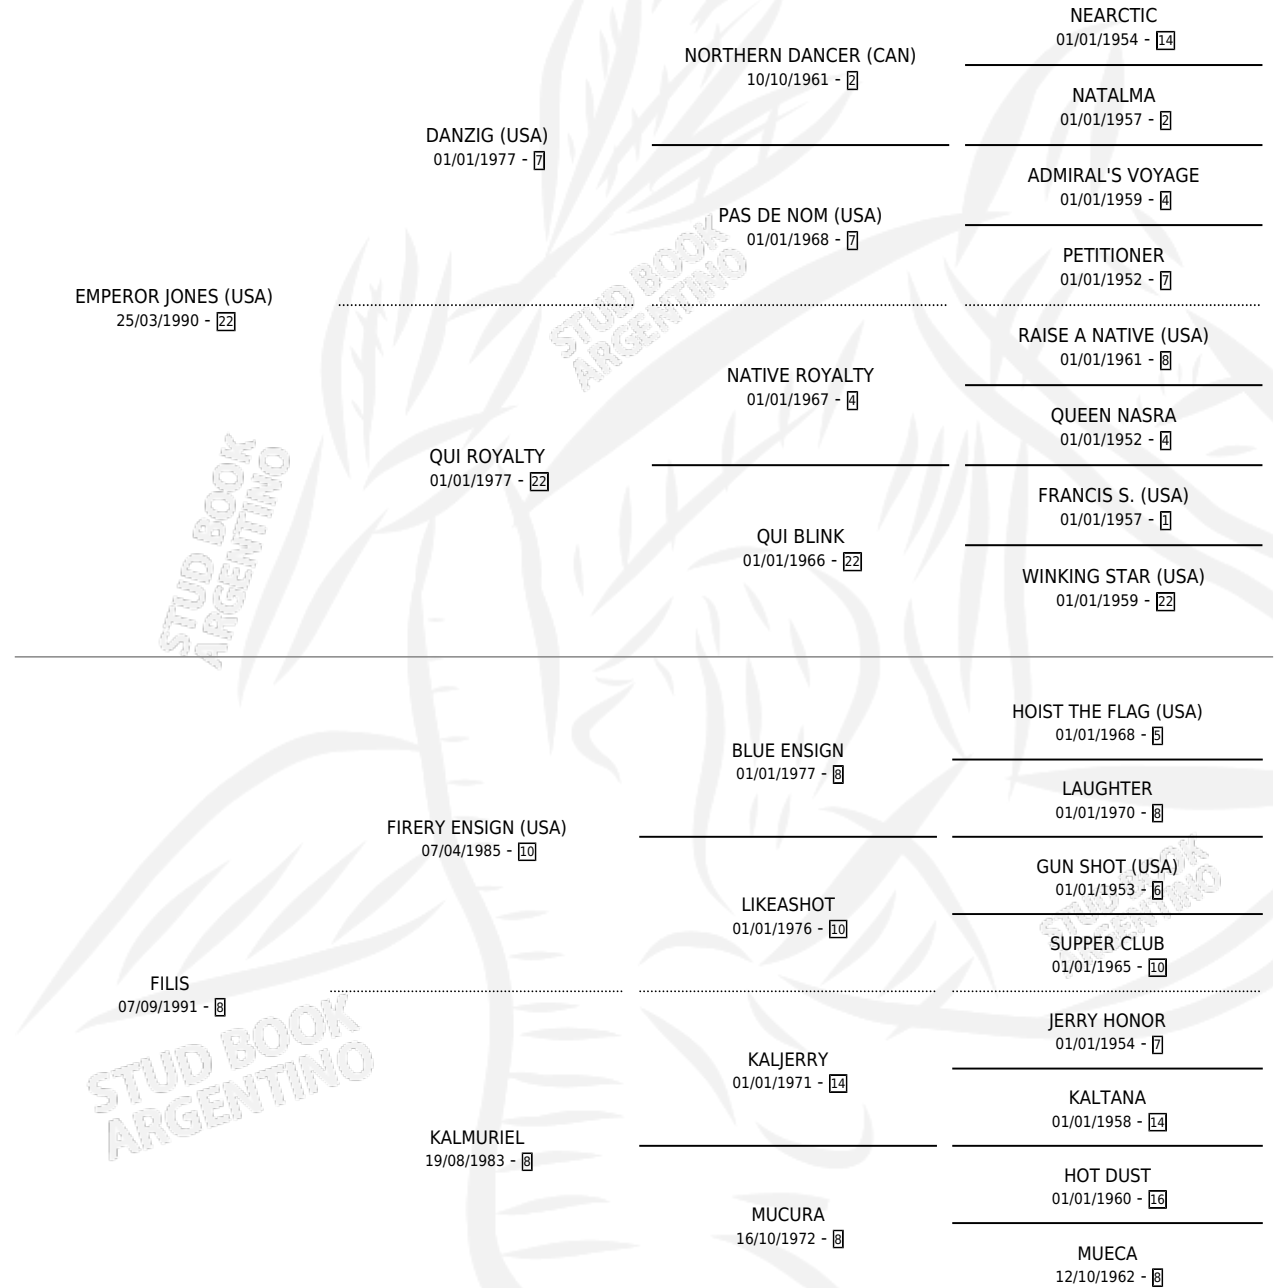 NEARCTIC
01/01/1954 - 14
NORTHERN DANCER (CAN)
10/10/1961 - 2
NATALMA
01/01/1957 - 2
DANZIG (USA)
01/01/1977 - 7
ADMIRAL'S VOYAGE
01/01/1959 - 4
PAS DE NOM (USA)
01/01/1968 - 7
PETITIONER
01/01/1952 - 7
EMPEROR JONES (USA)
25/03/1990 - 22
STUD BOOK
ARGENTINO
RAISE A NATIVE (USA)
01/01/1961 - 8
NATIVE ROYALTY
01/01/1967 - 4
QUEEN NASRA
01/01/1952 - 4
QUI ROYALTY
01/01/1977 - 22
FRANCIS S. (USA)
01/01/1957 - 1
QUI BLINK
01/01/1966 - 22
WINKING STAR (USA)
01/01/1959 - 22
STUD BOOK
ARGENTINO
HOIST THE FLAG (USA)
01/01/1968 - 5
BLUE ENSIGN
01/01/1977 - 8
LAUGHTER
01/01/1970 - 8
FIRERY ENSIGN (USA)
07/04/1985 - 10
GUN SHOT (USA)
01/01/1953 - 6
LIKEASHOT
01/01/1976 - 10
SUPPER CLUB
01/01/1965 - 10
STUD BOOK
ARGENTINO
FILIS
07/09/1991 - 8
JERRY HONOR
01/01/1954 - 7
KALJERRY
01/01/1971 - 14
KALTANA
01/01/1958 - 14
STUD BOOK
ARGENTINO
KALMURIEL
19/08/1983 - 8
HOT DUST
01/01/1960 - 16
MUCURA
16/10/1972 - 8
MUECA
12/10/1962 - 8